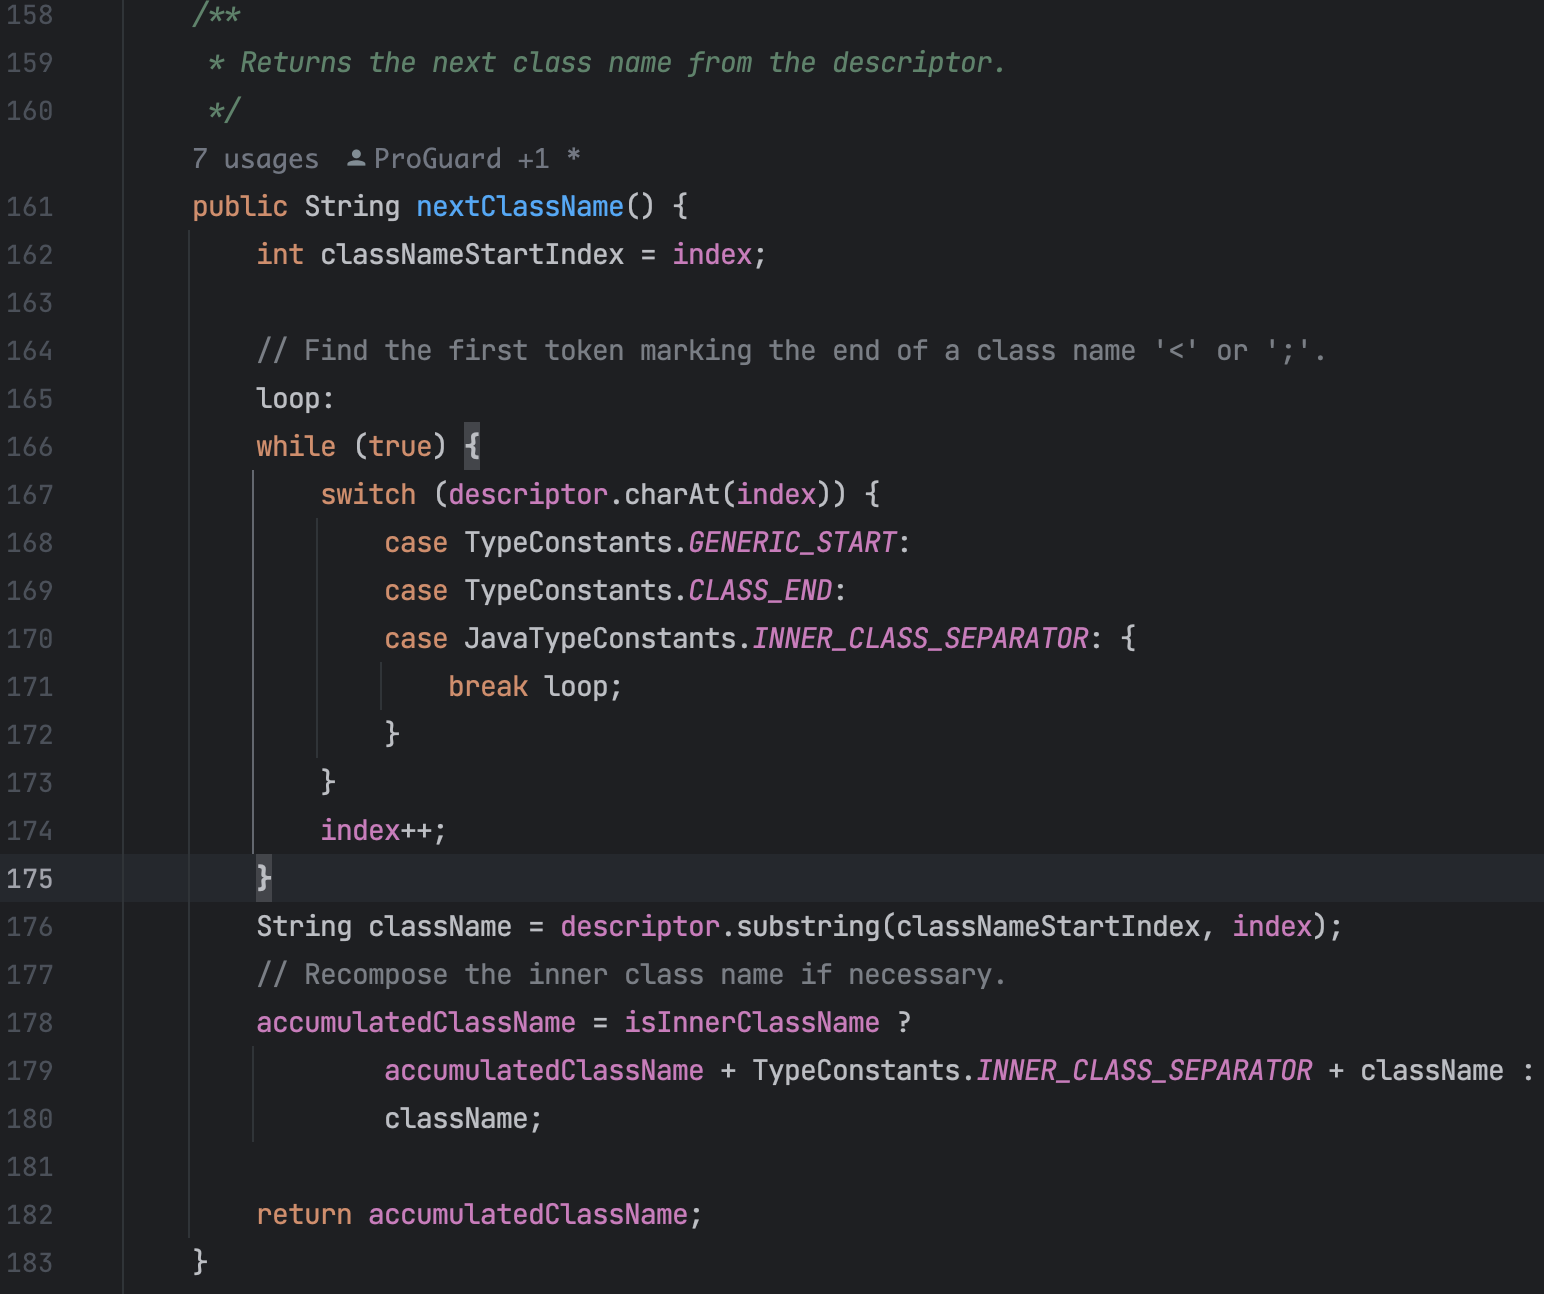 158 /**
159  * Returns the next class name from the descriptor.
160  */
7 usages ProGuard +1 *
161 public String nextClassName() {
162     int classNameStartIndex = index;
163
164     // Find the first token marking the end of a class name '<' or ';'.
165     loop:
166     while (true) {
167         switch (descriptor.charAt(index)) {
168             case TypeConstants.GENERIC_START:
169             case TypeConstants.CLASS_END:
170             case JavaTypeConstants.INNER_CLASS_SEPARATOR: {
171                 break loop;
172             }
173         }
174         index++;
175     }
176     String className = descriptor.substring(classNameStartIndex, index);
177     // Recompose the inner class name if necessary.
178     accumulatedClassName = isInnerClassName ?
179             accumulatedClassName + TypeConstants.INNER_CLASS_SEPARATOR + className :
180             className;
181
182     return accumulatedClassName;
183 }